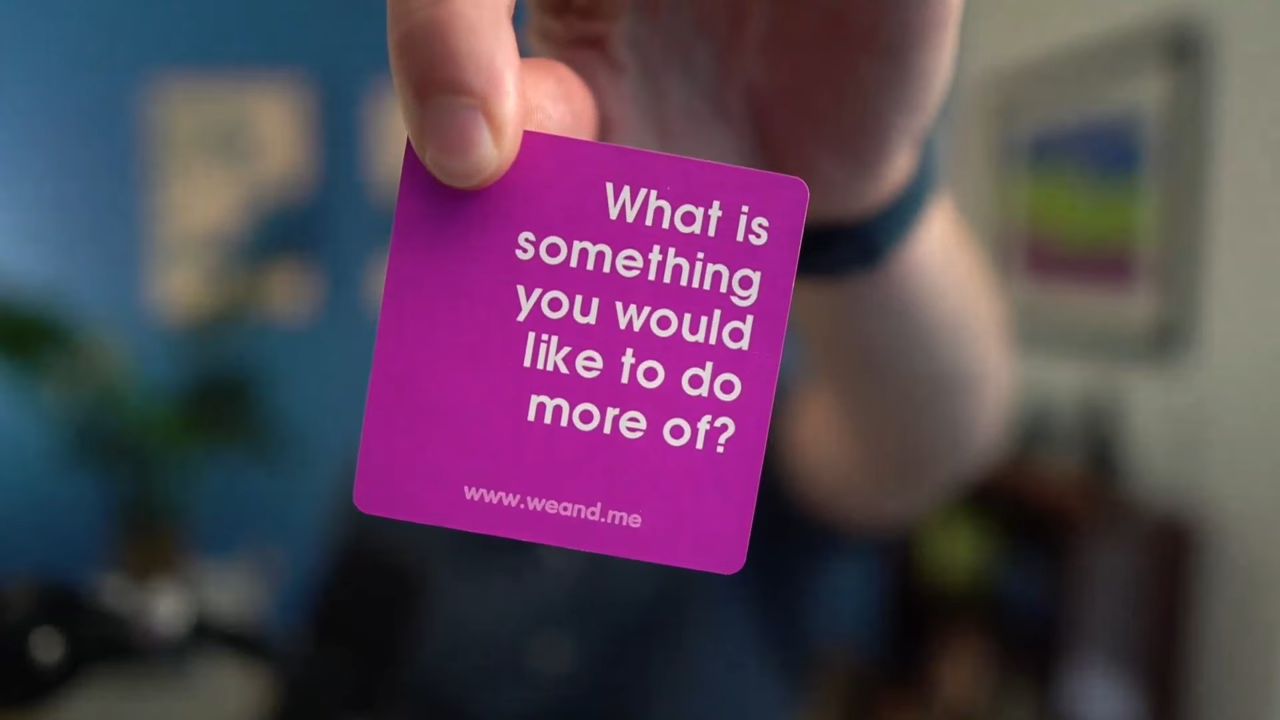 What is
something
you would
like to do
more of?
www.weand.me